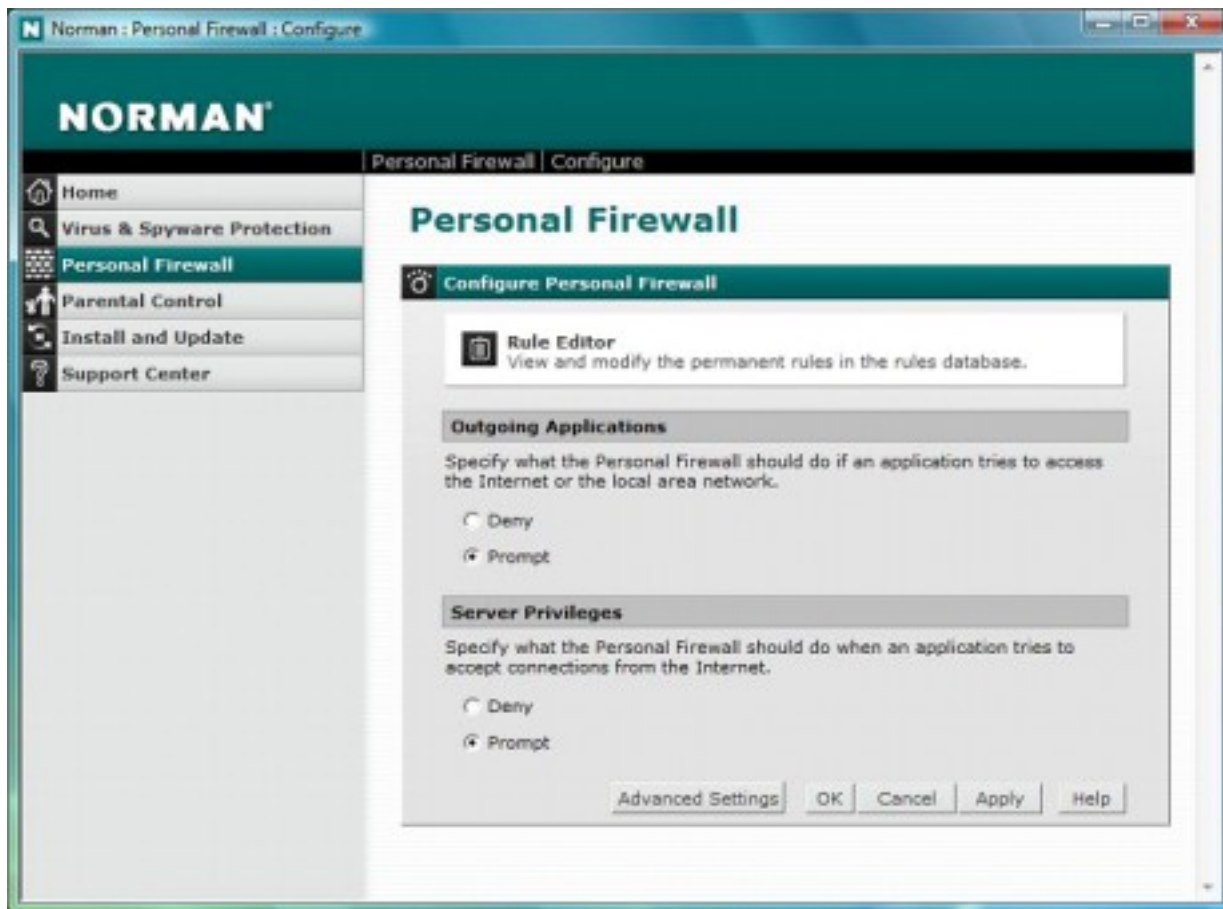 Norman : Personal Firewall : Configure
NORMAN
Personal Firewall | Configure
Home
Virus & Spyware Protection
Personal Firewall
Parental Control
Install and Update
Support Center
Personal Firewall
Configure Personal Firewall
Rule Editor
View and modify the permanent rules in the rules database.
Outgoing Applications
Specify what the Personal Firewall should do if an application tries to access
the Internet or the local area network.
Deny
Prompt
Server Privileges
Specify what the Personal Firewall should do when an application tries to
accept connections from the Internet.
Deny
Prompt
Advanced Settings OK Cancel Apply Help